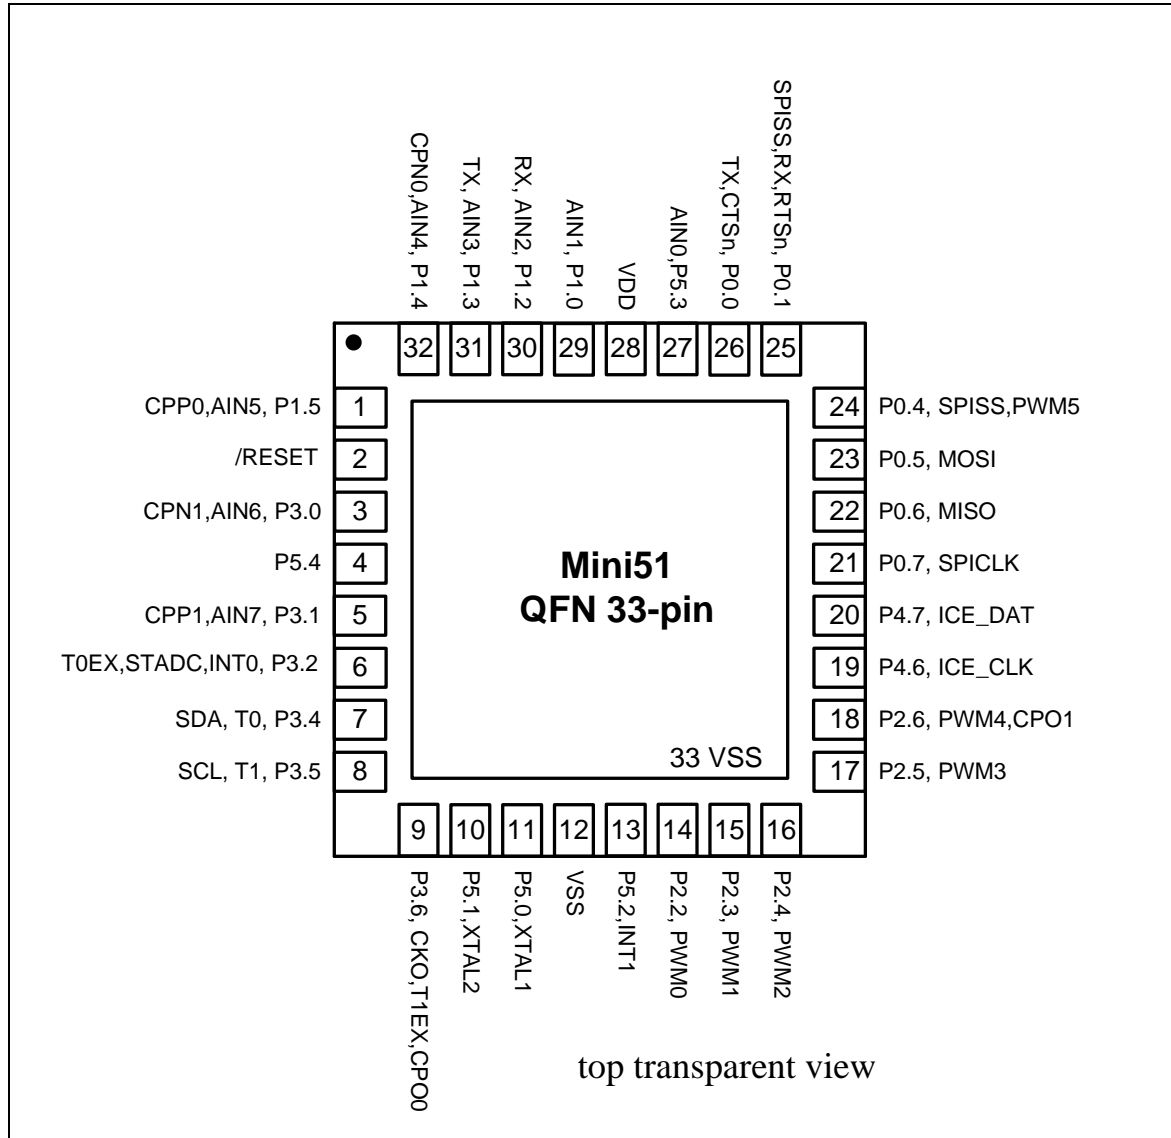 CPN0,AIN4, P1.4
TX, AIN3, P1.3
RX, AIN2, P1.2
AIN1, P1.0
VDD
AIN0,P5.3
TX,CTSn, P0.0
SPISS,RX,RTSn, P0.1
32
31
30
29
28
27
26
25
CPP0,AIN5, P1.5
1
/RESET
2
CPN1,AIN6, P3.0
3
P5.4
4
CPP1,AIN7, P3.1
5
T0EX,STADC,INT0, P3.2
6
SDA, T0, P3.4
7
SCL, T1, P3.5
8
Mini51
QFN 33-pin
33 VSS
24
P0.4, SPISS,PWM5
23
P0.5, MOSI
22
P0.6, MISO
21
P0.7, SPICLK
20
P4.7, ICE_DAT
19
P4.6, ICE_CLK
18
P2.6, PWM4,CPO1
17
P2.5, PWM3
9
10
11
12
13
14
15
16
P3.6, CKO,T1EX,CPO0
P5.1,XTAL2
P5.0,XTAL1
VSS
P5.2,INT1
P2.2, PWM0
P2.3, PWM1
P2.4, PWM2
top transparent view